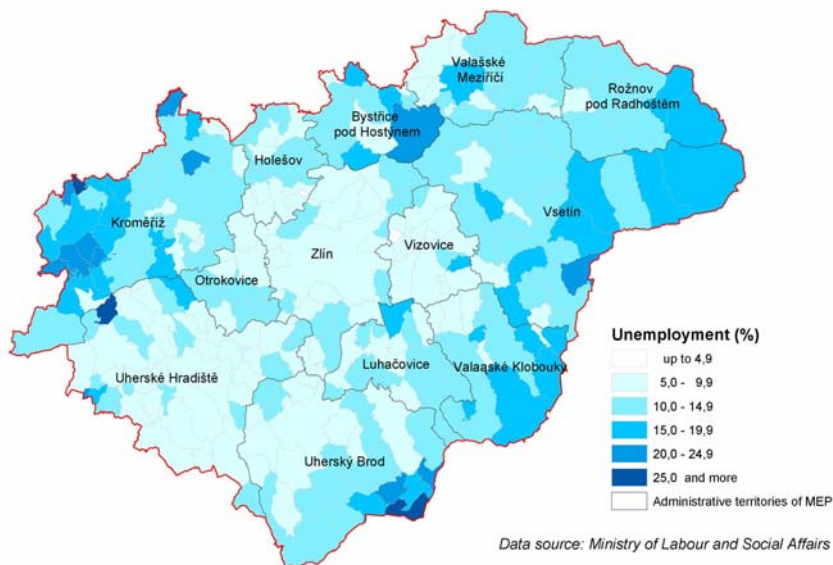 Valašské
Meziříčí
Rožnov
pod Radhoštěm
Bystřice
pod Hostýnem
Holešov
Kroměříž
Vsetín
Zlín
Vizovice
Otrokovice
Luhačovice
Valaąské Klobouky
Uherské Hradiště
Uherský Brod
Unemployment (%)
up to 4,9
5,0 - 9,9
10,0 - 14,9
15,0 - 19,9
20,0 - 24,9
25,0 and more
Administrative territories of MEP
Data source: Ministry of Labour and Social Affairs